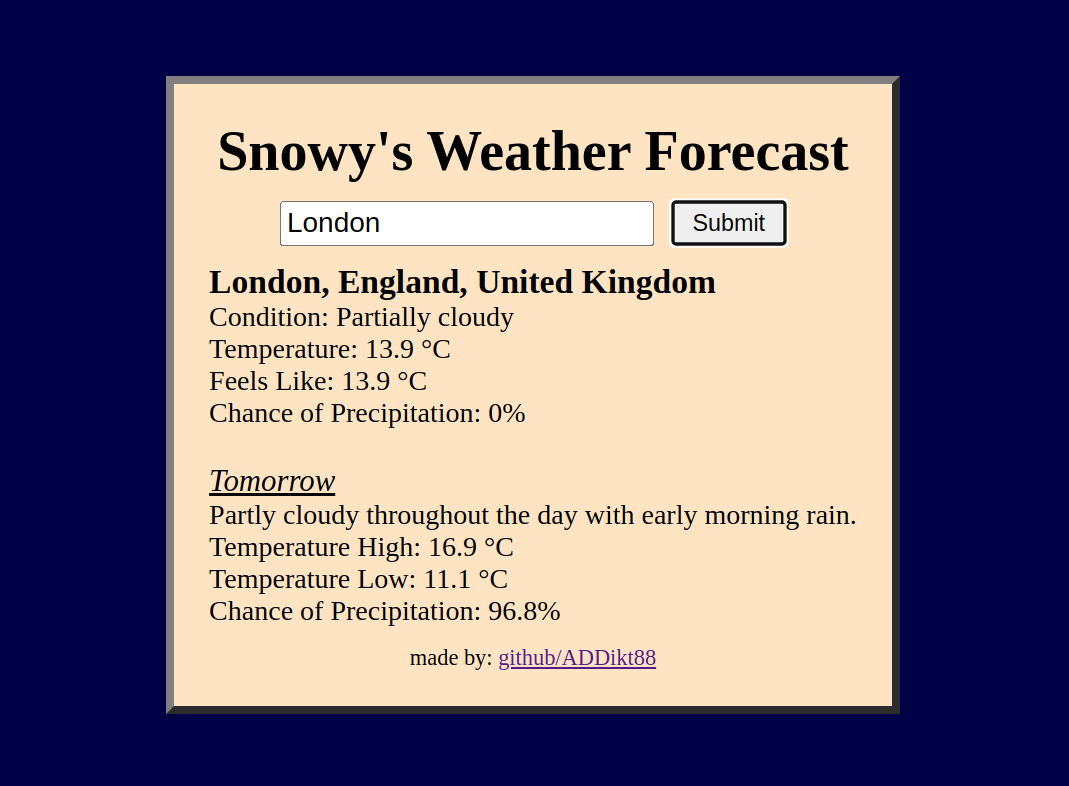 Snowy's Weather Forecast
London Submit
London, England, United Kingdom
Condition: Partially cloudy
Temperature: 13.9 °C
Feels Like: 13.9 °C
Chance of Precipitation: 0%
Tomorrow
Partly cloudy throughout the day with early morning rain.
Temperature High: 16.9 °C
Temperature Low: 11.1 °C
Chance of Precipitation: 96.8%
made by: github/ADDikt88